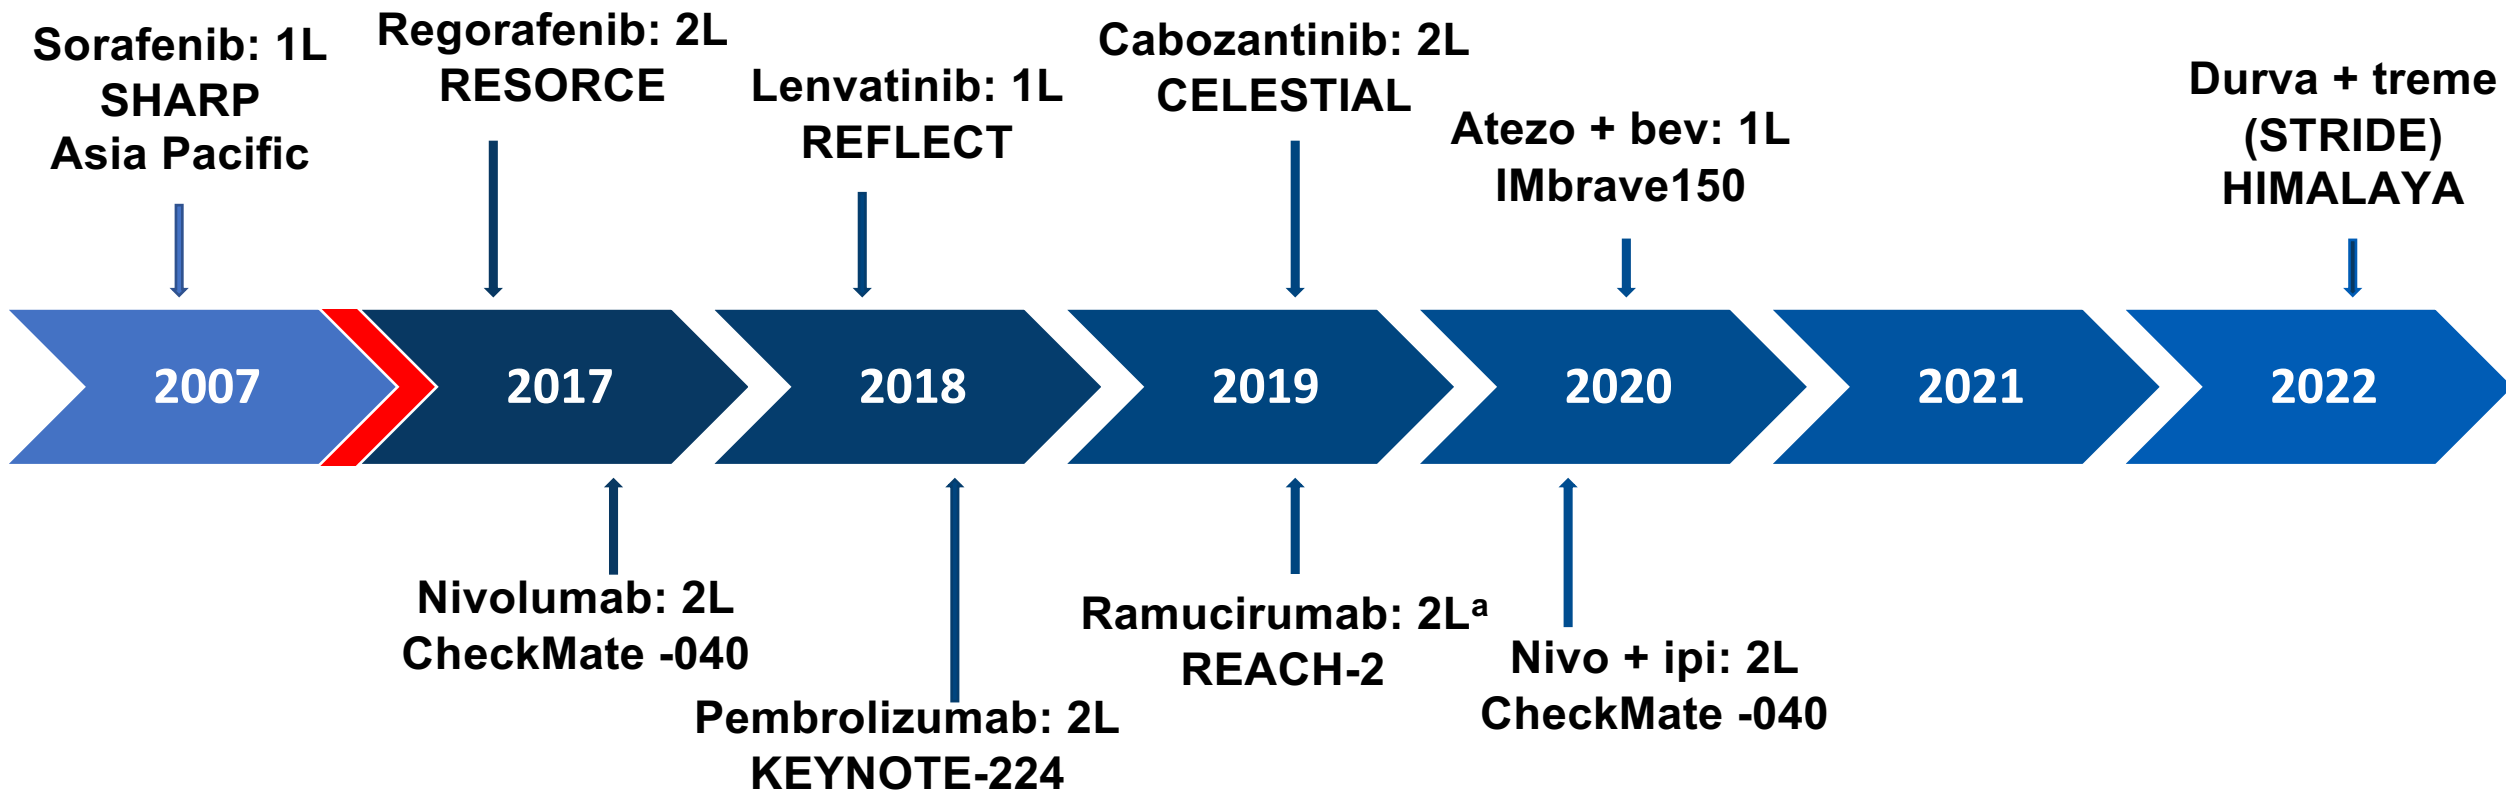 Sorafenib: 1L
SHARP
Asia Pacific
Regorafenib: 2L
RESORCE
Lenvatinib: 1L
REFLECT
Cabozantinib: 2L
CELESTIAL
Atezo + bev: 1L
IMbrave150
Durva + treme
(STRIDE)
HIMALAYA
2007
2017
2018
2019
2020
2021
2022
Nivolumab: 2L
CheckMate -040
Pembrolizumab: 2L
KEYNOTE-224
Ramucirumab: 2Lª
REACH-2
Nivo + ipi: 2L
CheckMate -040